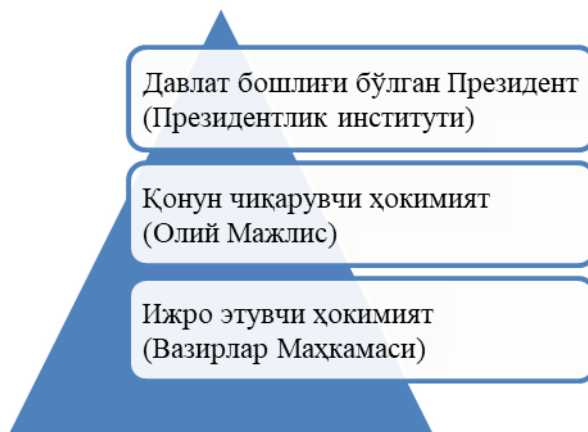 Давлат бошлиғи бўлган Президент
(Президентлик институти)
Қонун чиқарувчи ҳокимият
(Олий Мажлис)
Ижро этувчи ҳокимият
(Вазирлар Маҳкамаси)